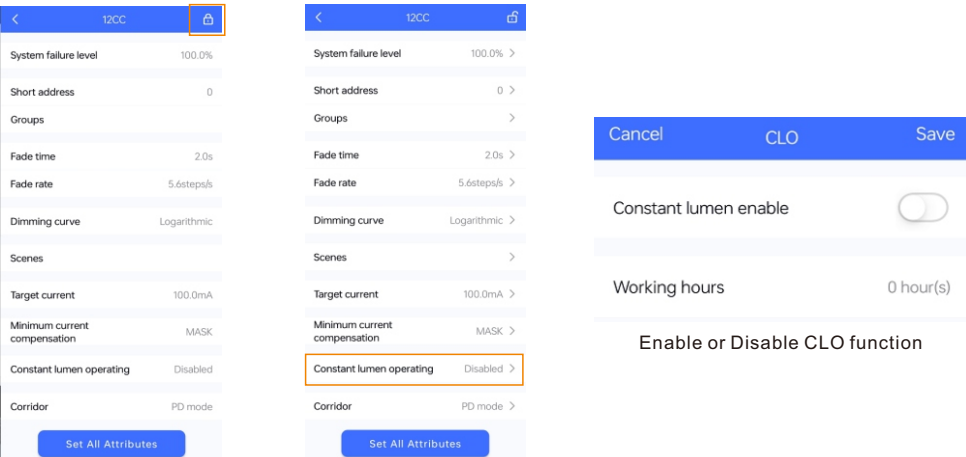 12CC
System failure level 100.0%
Short address 0
Groups
Fade time 2.0s
Fade rate 5.6steps/s
Dimming curve Logarithmic
Scenes
Target current 100.0mA
Minimum current
compensation MASK
Constant lumen operating Disabled
Corridor PD mode
Set All Attributes
12CC
System failure level 100.0%
Short address 0
Groups
Fade time 2.0s
Fade rate 5.6steps/s
Dimming curve Logarithmic
Scenes
Target current 100.0mA
Minimum current
compensation MASK
Constant lumen operating Disabled
Corridor PD mode
Set All Attributes
Cancel CLO Save
Constant lumen enable
Working hours 0 hour(s)
Enable or Disable CLO function